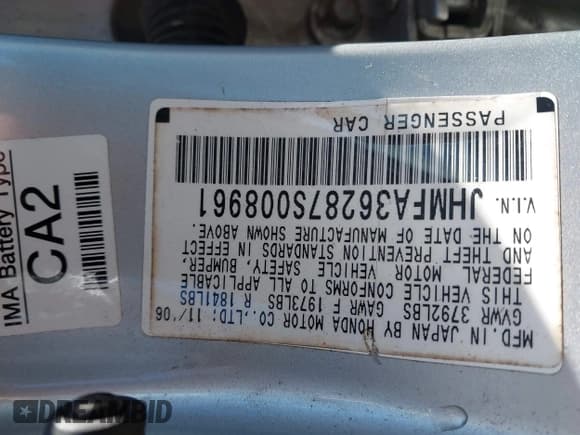 MFD. IN JAPAN BY HONDA MOTOR CO.,LTD; 11/'06
GVWR 3792LBS GAWR F 1973LBS R 1841LBS
THIS VEHICLE CONFORMS TO ALL APPLICABLE
FEDERAL MOTOR VEHICLE SAFETY, BUMPER,
AND THEFT PREVENTION STANDARDS IN EFFECT
ON THE DATE OF MANUFACTURE SHOWN ABOVE.
V.I.N. JHMFA36287S008961
PASSENGER CAR
IMA Battery Type
CA2
DREAMBID